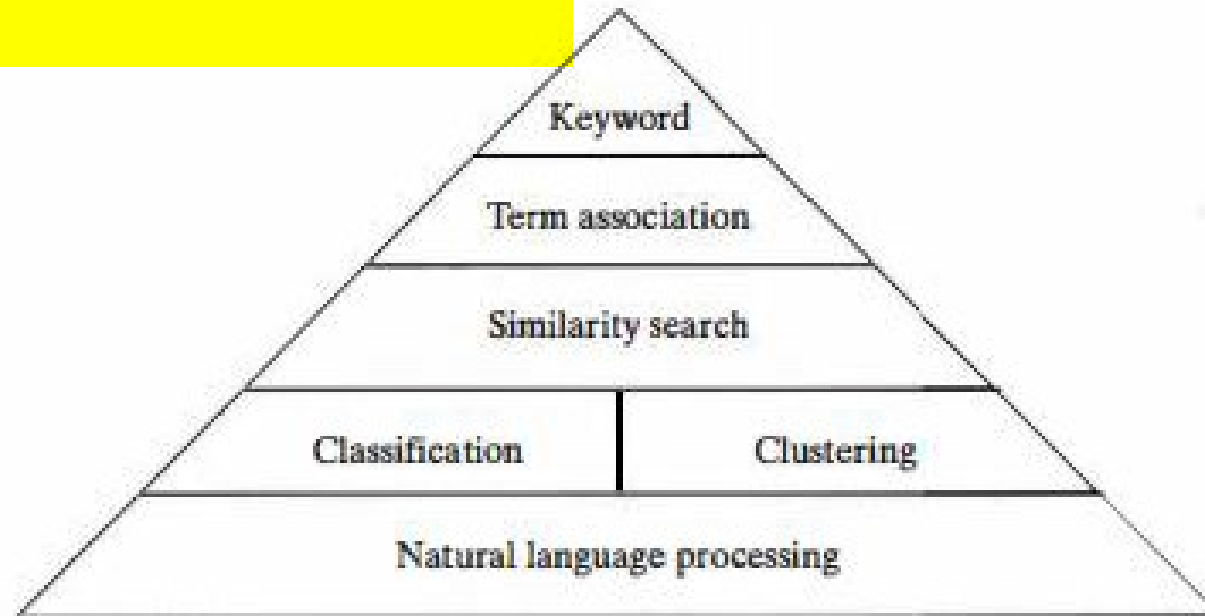 Keyword
Term association
Similarity search
Classification Clustering
Natural language processing